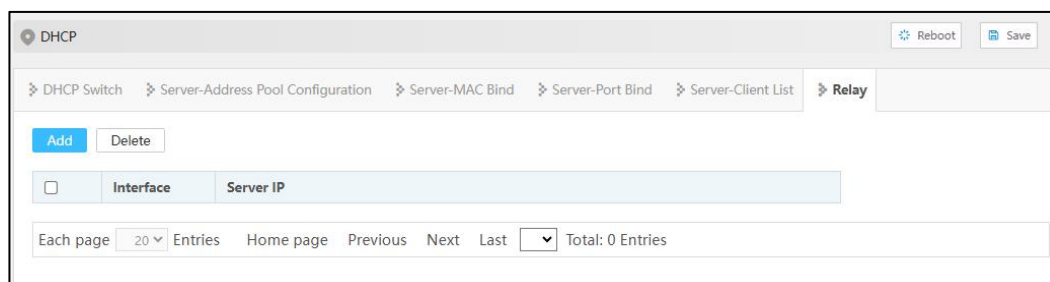 DHCP Reboot Save
DHCP Switch Server-Address Pool Configuration Server-MAC Bind Server-Port Bind Server-Client List Relay
Add Delete
Interface Server IP
Each page 20 Entries Home page Previous Next Last Total: 0 Entries